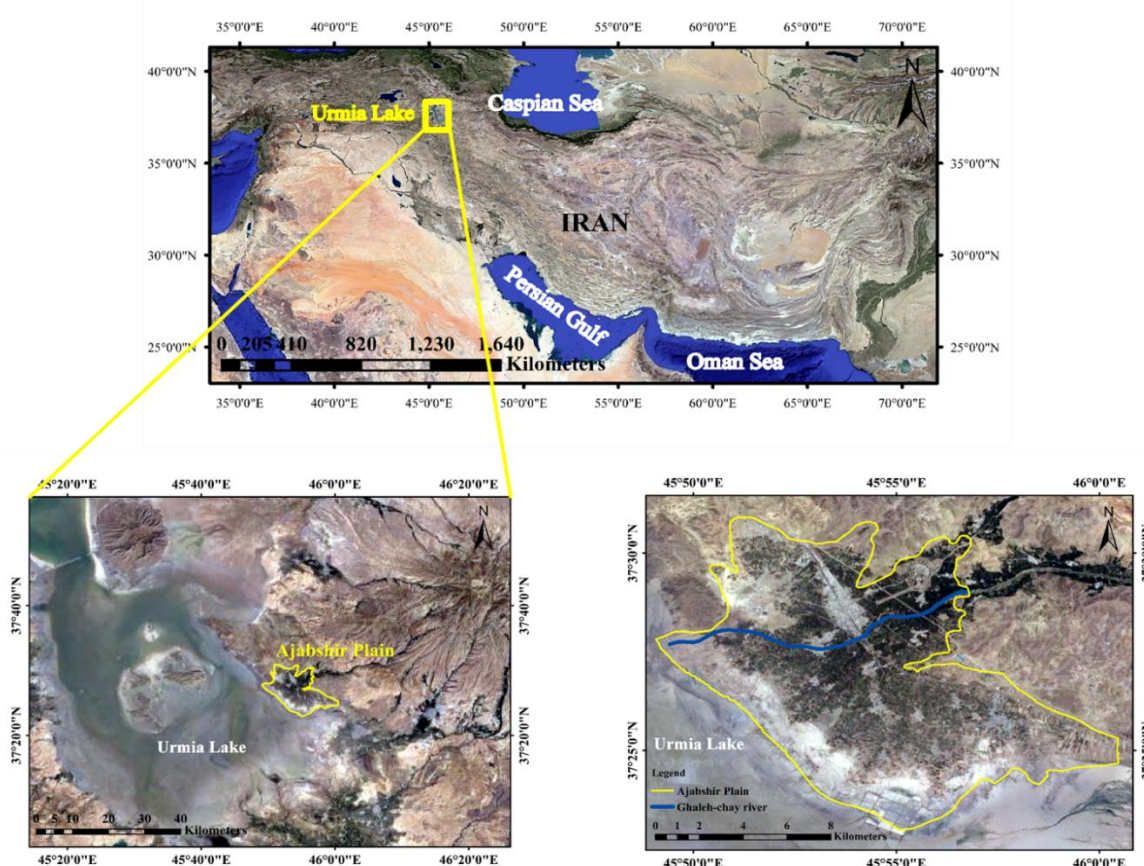 35°0'0"E 40°0'0"E 45°0'0"E 50°0'0"E 55°0'0"E 60°0'0"E 65°0'0"E 70°0'0"E
40°0'0"N
35°0'0"N
30°0'0"N
25°0'0"N
N
Urmia Lake
Caspian Sea
IRAN
Persian Gulf
Oman Sea
0 205 410 820 1,230 1,640
Kilometers
40°0'0"N
35°0'0"N
30°0'0"N
25°0'0"N
35°0'0"E 40°0'0"E 45°0'0"E 50°0'0"E 55°0'0"E 60°0'0"E 65°0'0"E 70°0'0"E
45°20'0"E 45°40'0"E 46°0'0"E 46°20'0"E
37°40'0"N
37°20'0"N
N
Ajabshir Plain
Urmia Lake
0 5 10 20 30 40
Kilometers
37°40'0"N
37°20'0"N
45°20'0"E 45°40'0"E 46°0'0"E 46°20'0"E
45°50'0"E 45°55'0"E 46°0'0"E
37°30'0"N
37°25'0"N
N
Urmia Lake
Legend
Ajabshir Plain
Ghaleh-chay river
0 1 2 4 6 8
Kilometers
45°50'0"E 45°55'0"E 46°0'0"E